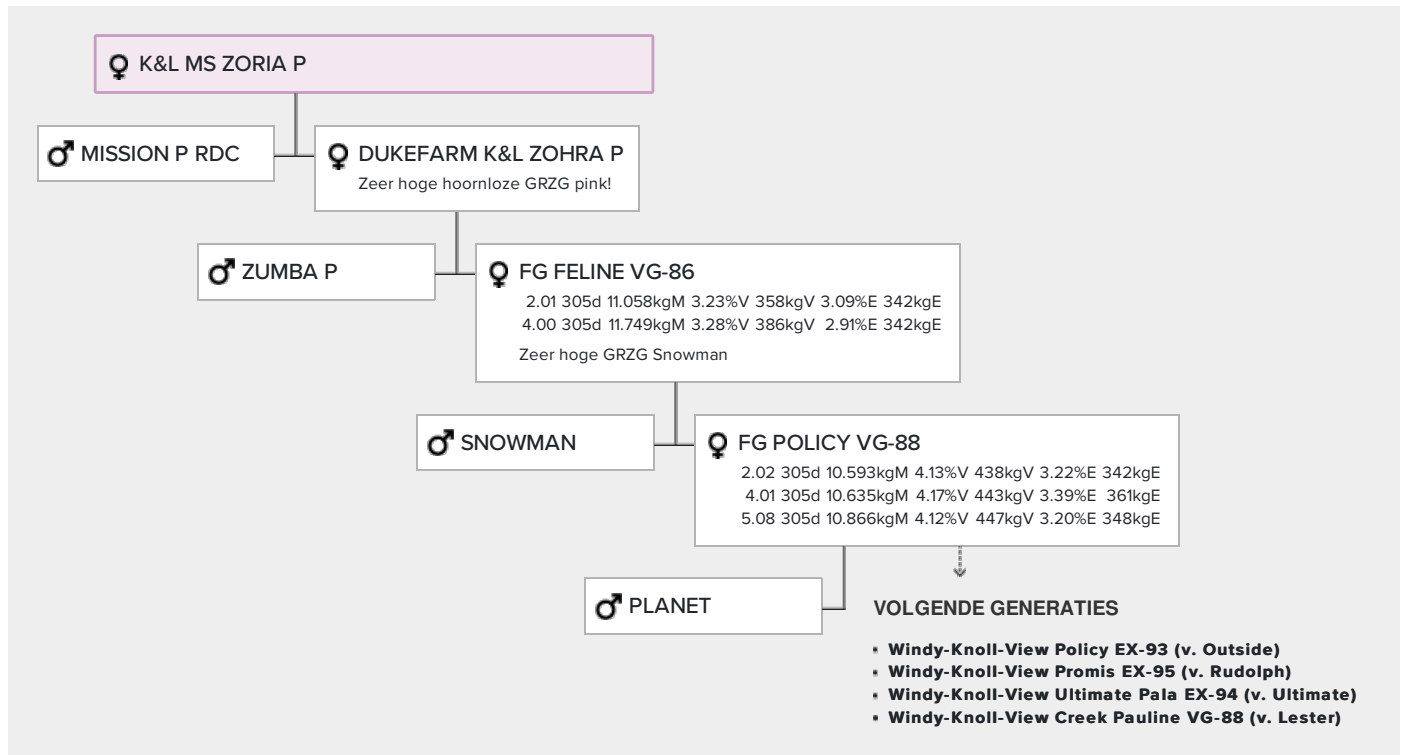 K&L MS ZORIA P
MISSION P RDC
DUKEFARM K&L ZOHRA P
Zeer hoge hoornloze GRZG pink!
ZUMBA P
FG FELINE VG-86
2.01 305d 11.058kgM 3.23%V 358kgV 3.09%E 342kgE
4.00 305d 11.749kgM 3.28%V 386kgV 2.91%E 342kgE
Zeer hoge GRZG Snowman
SNOWMAN
FG POLICY VG-88
2.02 305d 10.593kgM 4.13%V 438kgV 3.22%E 342kgE
4.01 305d 10.635kgM 4.17%V 443kgV 3.39%E 361kgE
5.08 305d 10.866kgM 4.12%V 447kgV 3.20%E 348kgE
PLANET
VOLGENDE GENERATIES
Windy-Knoll-View Policy EX-93 (v. Outside)
Windy-Knoll-View Promis EX-95 (v. Rudolph)
Windy-Knoll-View Ultimate Pala EX-94 (v. Ultimate)
Windy-Knoll-View Creek Pauline VG-88 (v. Lester)